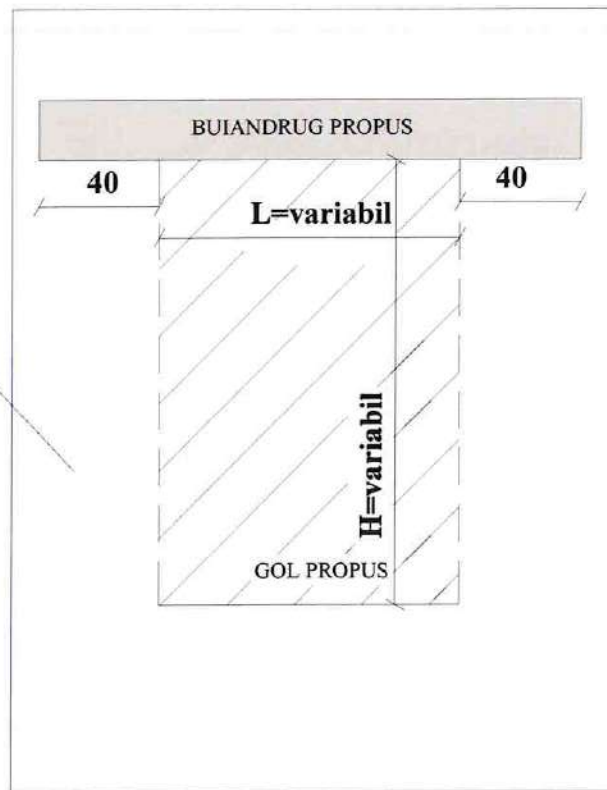 BUIANDRUG PROPUS
40
40
L=variabil
H=variabil
GOL PROPUS